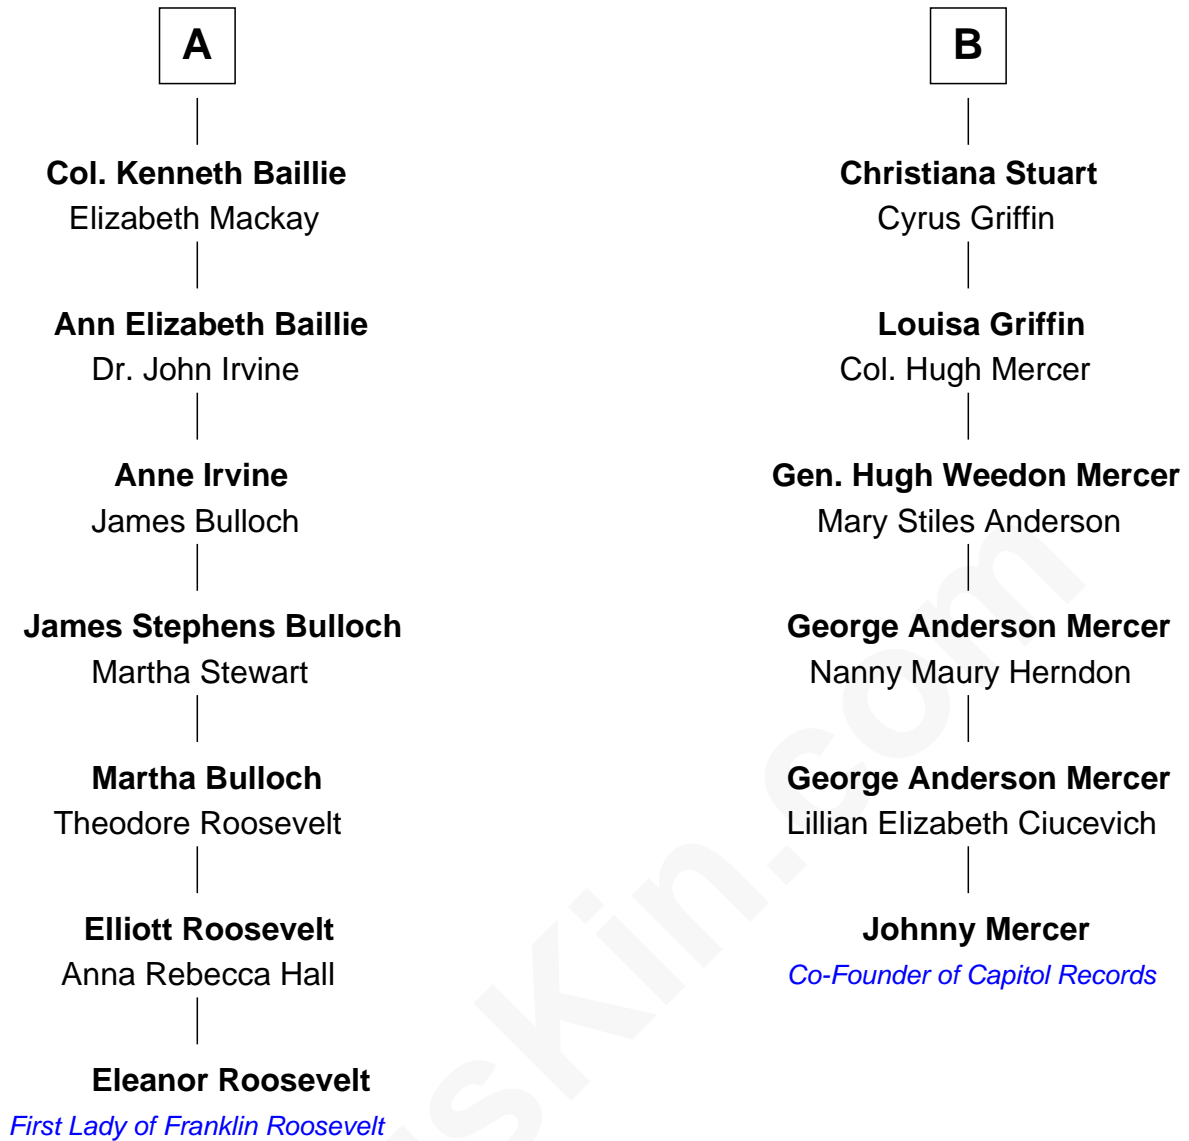 A
Col. Kenneth Baillie
Elizabeth Mackay
Ann Elizabeth Baillie
Dr. John Irvine
Anne Irvine
James Bulloch
James Stephens Bulloch
Martha Stewart
Martha Bulloch
Theodore Roosevelt
Elliott Roosevelt
Anna Rebecca Hall
Eleanor Roosevelt
First Lady of Franklin Roosevelt
B
Christiana Stuart
Cyrus Griffin
Louisa Griffin
Col. Hugh Mercer
Gen. Hugh Weedon Mercer
Mary Stiles Anderson
George Anderson Mercer
Nanny Maury Herndon
George Anderson Mercer
Lillian Elizabeth Ciucevich
Johnny Mercer
Co-Founder of Capitol Records